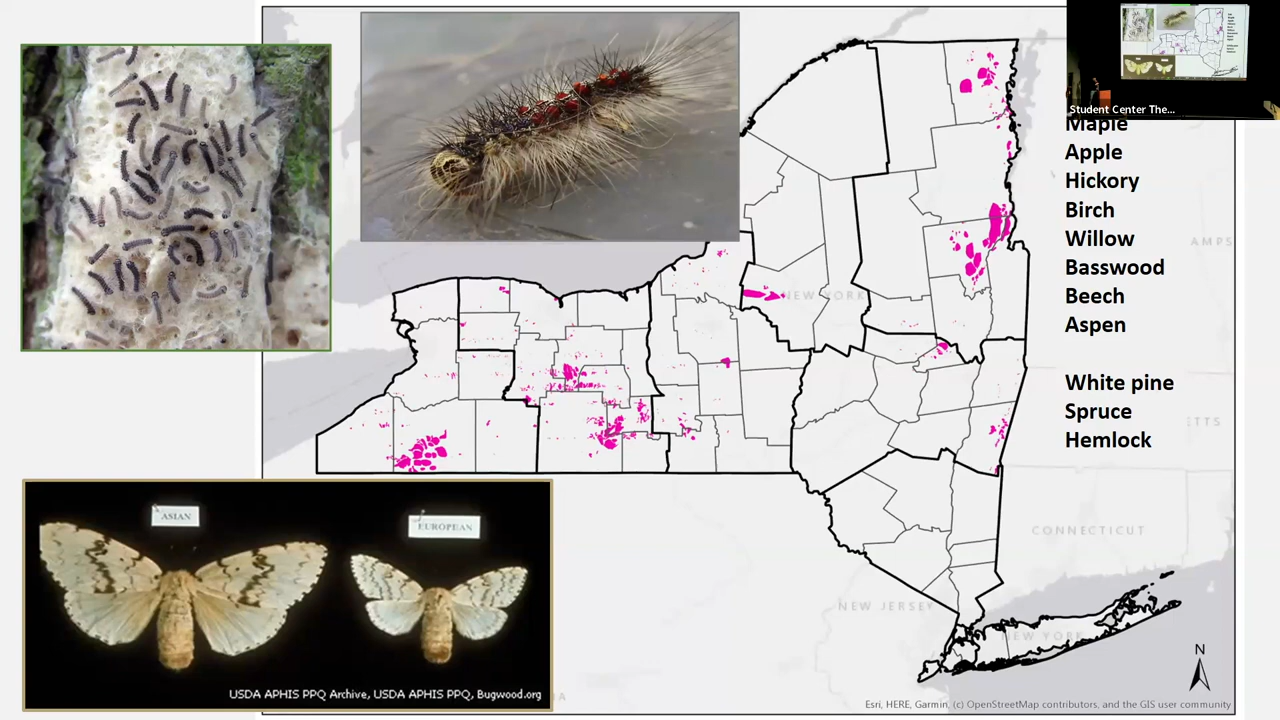 Student Center The...
Maple
Apple
Hickory
Birch
Willow
Basswood
Beech
Aspen
White pine
Spruce
Hemlock
AMPS
NEW YORK
ETTS
CONNECTICUT
NEW JERSEY
NEW YORK
N
ASIAN
EUROPEAN
USDA APHIS PPQ Archive, USDA APHIS PPQ, Bugwood.org
Esri, HERE, Garmin, (c) OpenStreetMap contributors, and the GIS user community